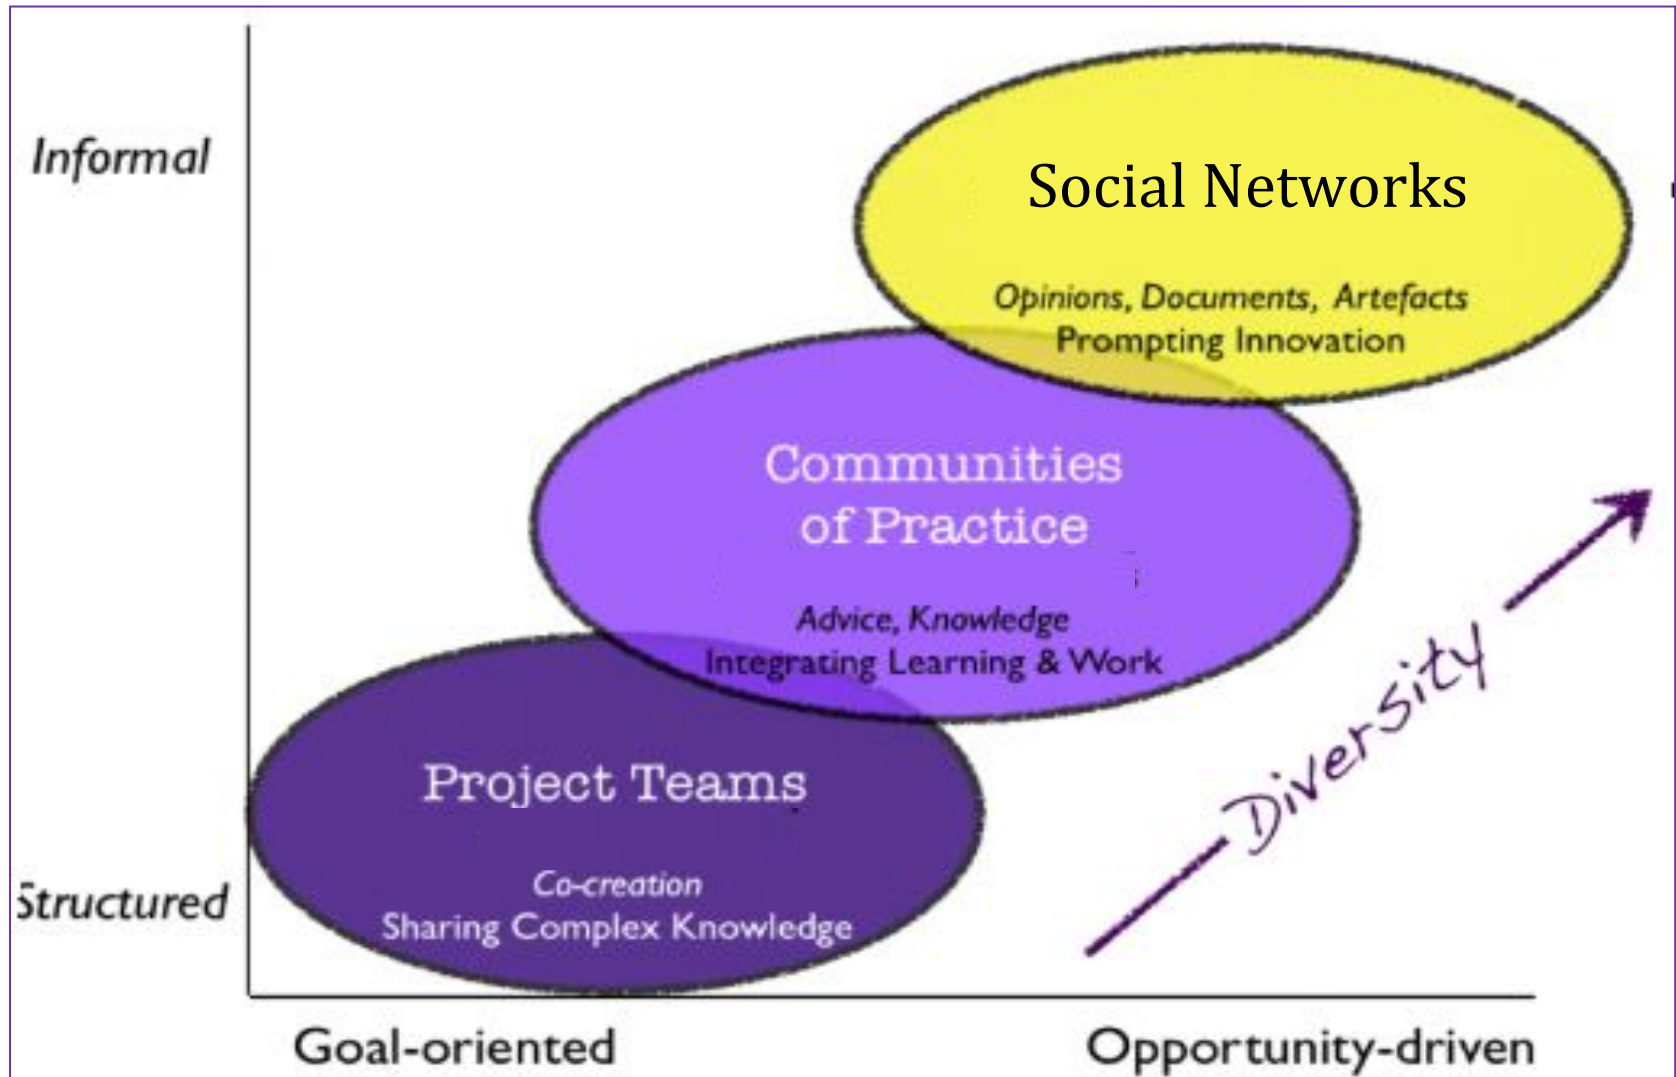 Informal
Social Networks
Opinions, Documents, Artefacts
Prompting Innovation
Communities
of Practice
Advice, Knowledge
Integrating Learning & Work
Diversity
Project Teams
Co-creation
Sharing Complex Knowledge
Structured
Goal-oriented
Opportunity-driven